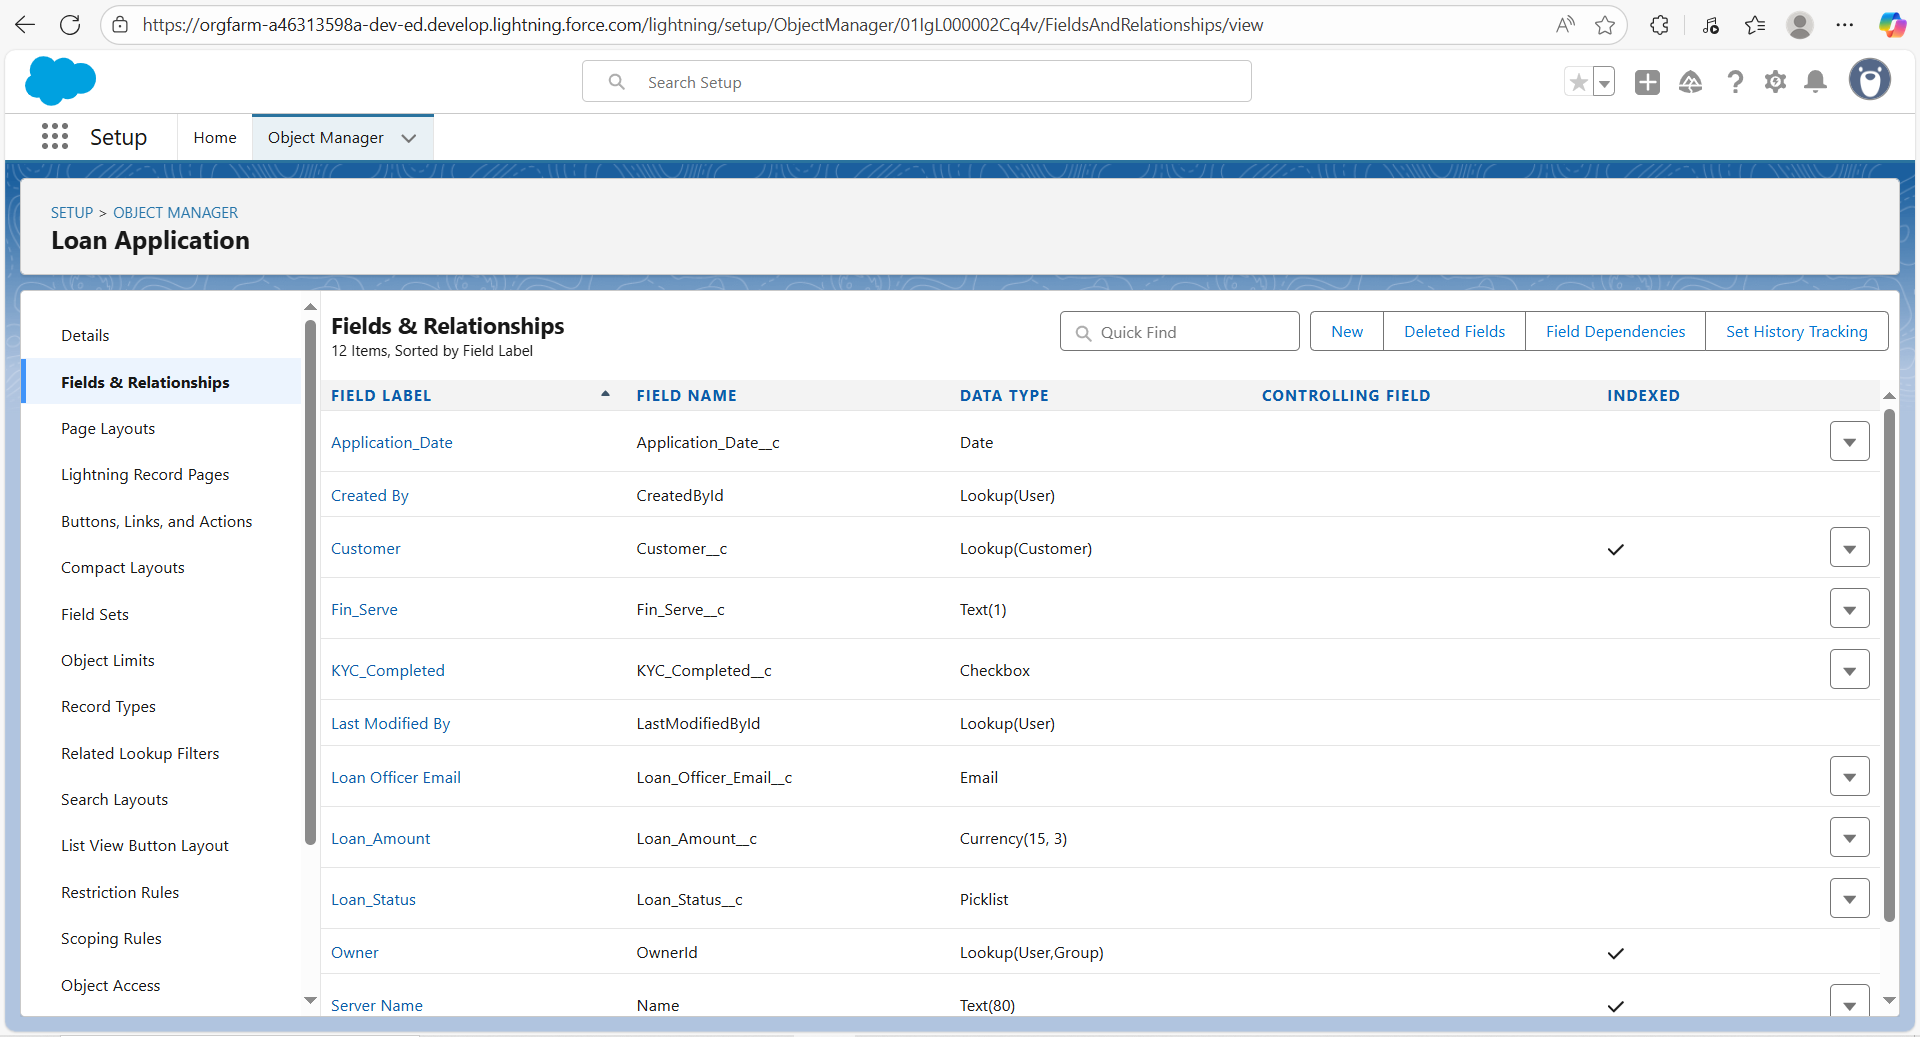 https://orgfarm-a46313598a-dev-ed.develop.lightning.force.com/lightning/setup/ObjectManager/01IgL000002Cq4v/FieldsAndRelationships/view
Search Setup
Setup
Home
Object Manager
SETUP > OBJECT MANAGER
Loan Application
Details
Fields & Relationships
Page Layouts
Lightning Record Pages
Buttons, Links, and Actions
Compact Layouts
Field Sets
Object Limits
Record Types
Related Lookup Filters
Search Layouts
List View Button Layout
Restriction Rules
Scoping Rules
Object Access
Fields & Relationships
12 Items, Sorted by Field Label
Quick Find
New
Deleted Fields
Field Dependencies
Set History Tracking
FIELD LABEL FIELD NAME DATA TYPE CONTROLLING FIELD INDEXED
Application_Date Application_Date__c Date
Created By CreatedById Lookup(User)
Customer Customer__c Lookup(Customer)
Fin_Serve Fin_Serve__c Text(1)
KYC_Completed KYC_Completed__c Checkbox
Last Modified By LastModifiedById Lookup(User)
Loan Officer Email Loan_Officer_Email__c Email
Loan_Amount Loan_Amount__c Currency(15, 3)
Loan_Status Loan_Status__c Picklist
Owner OwnerId Lookup(User,Group)
Server Name Name Text(80)